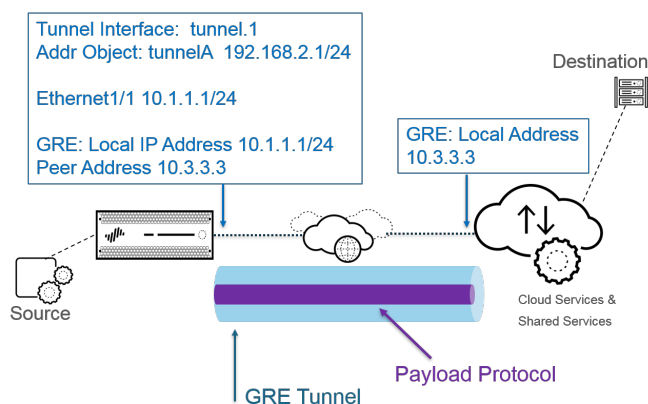 Tunnel Interface: tunnel.1
Addr Object: tunnelA 192.168.2.1/24
Ethernet1/1 10.1.1.1/24
GRE: Local IP Address 10.1.1.1/24
Peer Address 10.3.3.3
Destination
GRE: Local Address
10.3.3.3
Source
Cloud Services &
Shared Services
Payload Protocol
GRE Tunnel